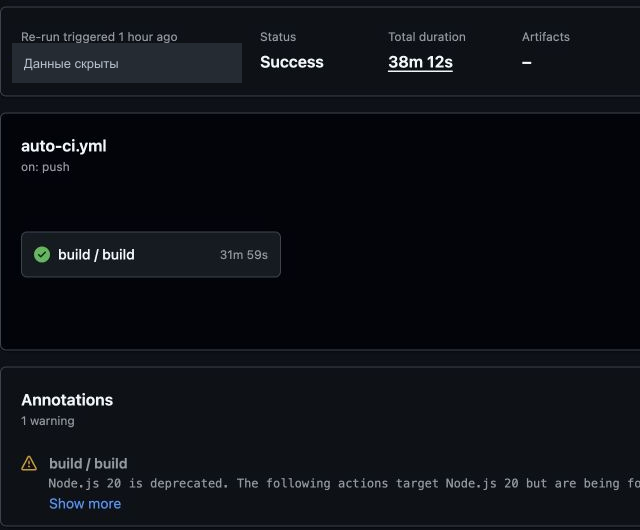 Re-run triggered 1 hour ago
Данные скрыты
Status
Success
Total duration
38m 12s
Artifacts
–
auto-ci.yml
on: push
build / build 31m 59s
Annotations
1 warning
build / build
Node.js 20 is deprecated. The following actions target Node.js 20 but are being fo
Show more